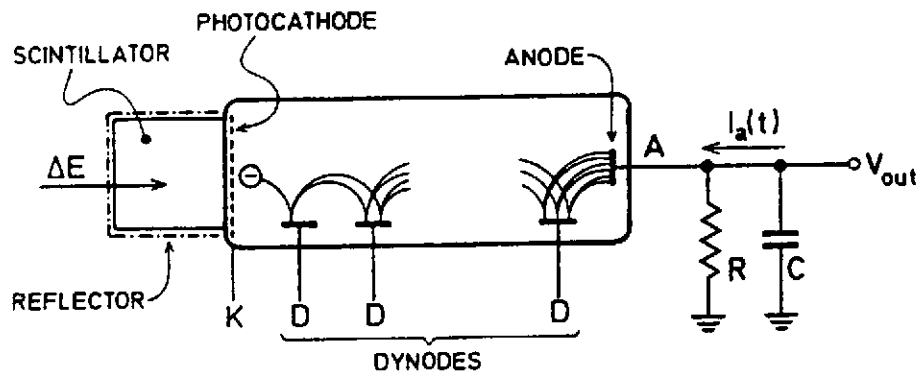 PHOTOCATHODE
SCINTILLATOR
ANODE
I_a(t)
A
ΔE
V_out
−
R
C
REFLECTOR
K
D
D
D
DYNODES